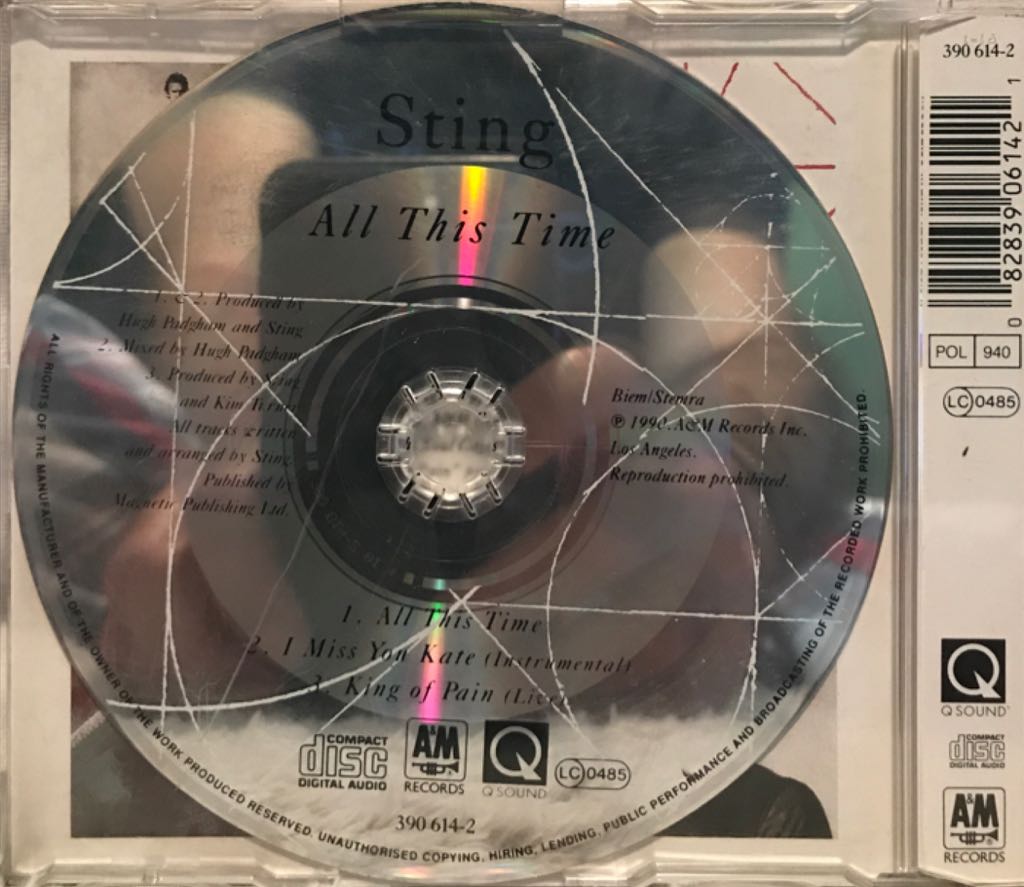 Sting
All This Time
1. & 2. Produced by
Hugh Padgham and Sting
2. Mixed by Hugh Padgham
3. Produced by Sting
and Kim Turner
All tracks written
and arranged by Sting.
Published by
Magnetic Publishing Ltd.
Biem/Stemra
℗ 1990. A&M Records Inc.
Los Angeles.
Reproduction prohibited.
1. All This Time
2. I Miss You Kate (Instrumental)
3. King of Pain (Live)
COMPACT
disc
DIGITAL AUDIO
A&M
RECORDS
Q
Q SOUND
LC 0485
390 614-2
ALL RIGHTS OF THE MANUFACTURER AND OF THE OWNER OF THE WORK PRODUCED RESERVED. UNAUTHORISED COPYING, HIRING, LENDING, PUBLIC PERFORMANCE AND BROADCASTING OF THE RECORDED WORK PROHIBITED.
390 614-2
0 82839 06142 1
POL 940
LC 0485
Q
Q SOUND
COMPACT
disc
DIGITAL AUDIO
A&M
RECORDS